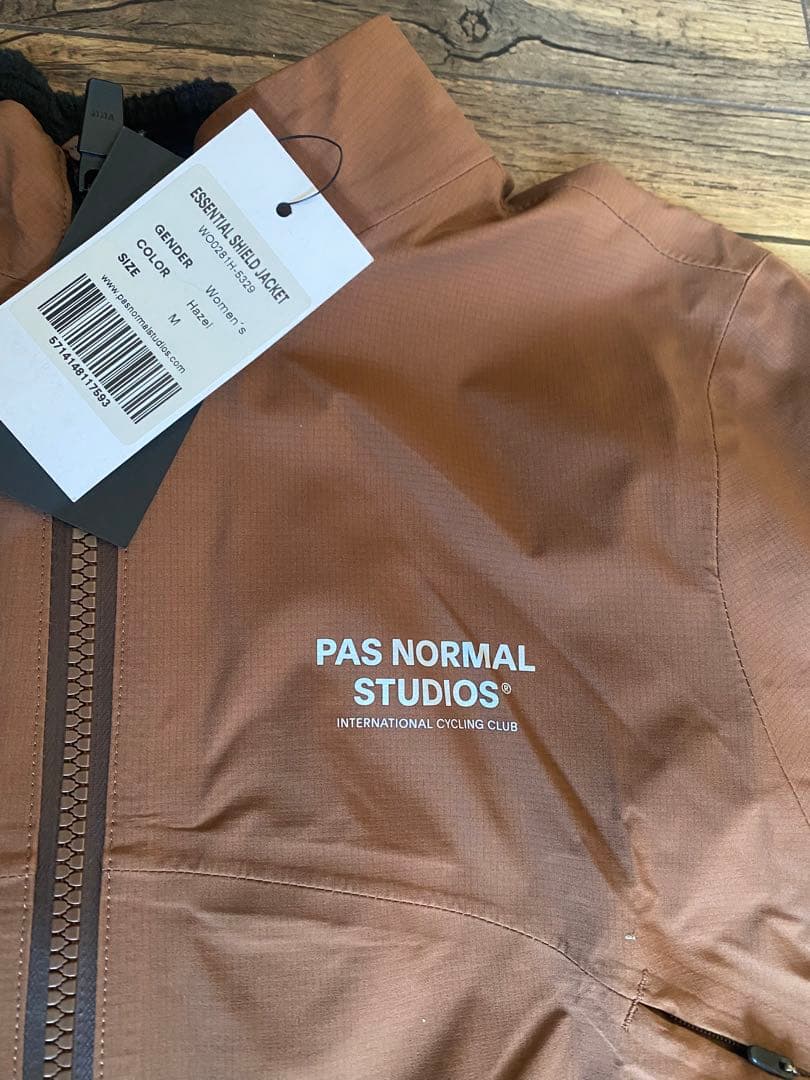 ESSENTIAL SHIELD JACKET
WO0281H-5329
GENDER Women´s
COLOR Hazel
SIZE M
www.pasnormalstudios.com
5714148117593
PAS NORMAL
STUDIOS®
INTERNATIONAL CYCLING CLUB